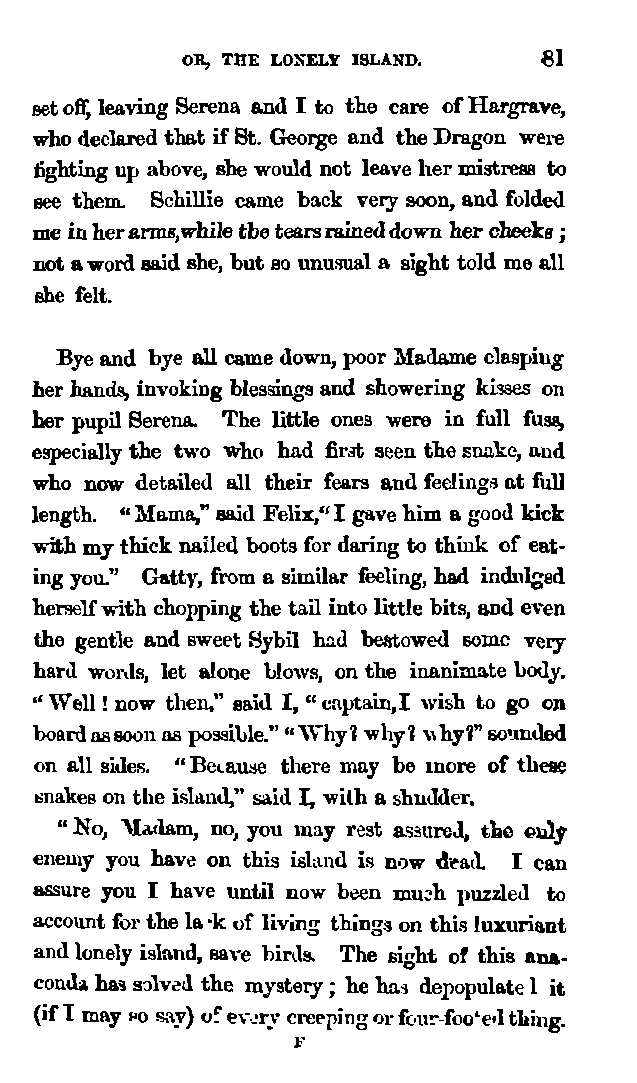 OR, THE LONELY ISLAND. 81
set off, leaving Serena and I to the care of Hargrave,
who declared that if St. George and the Dragon were
fighting up above, she would not leave her mistress to
see them. Schillie came back very soon, and folded
me in her arms, while the tears rained down her cheeks;
not a word said she, but so unusual a sight told me all
she felt.
Bye and bye all came down, poor Madame clasping
her hands, invoking blessings and showering kisses on
her pupil Serena. The little ones were in full fuss,
especially the two who had first seen the snake, and
who now detailed all their fears and feelings at full
length. "Mama," said Felix, "I gave him a good kick
with my thick nailed boots for daring to think of eat-
ing you." Gatty, from a similar feeling, had indulged
herself with chopping the tail into little bits, and even
the gentle and sweet Sybil had bestowed some very
hard words, let alone blows, on the inanimate body.
"Well! now then," said I, "captain, I wish to go on
board as soon as possible." "Why? why? why?" sounded
on all sides. "Because there may be more of these
snakes on the island," said I, with a shudder.
"No, Madam, no, you may rest assured, the only
enemy you have on this island is now dead. I can
assure you I have until now been much puzzled to
account for the lack of living things on this luxuriant
and lonely island, save birds. The sight of this ana-
conda has solved the mystery; he has depopulated it
(if I may so say) of every creeping or four-footed thing.
F